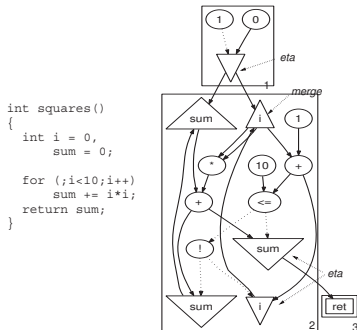 int squares()
{
int i = 0,
sum = 0;
for (;i<10;i++)
sum += i*i;
return sum;
}
1 0
eta
1
merge
sum i 1
* 10 +
+ <=
! sum
eta
sum i ret
2 3